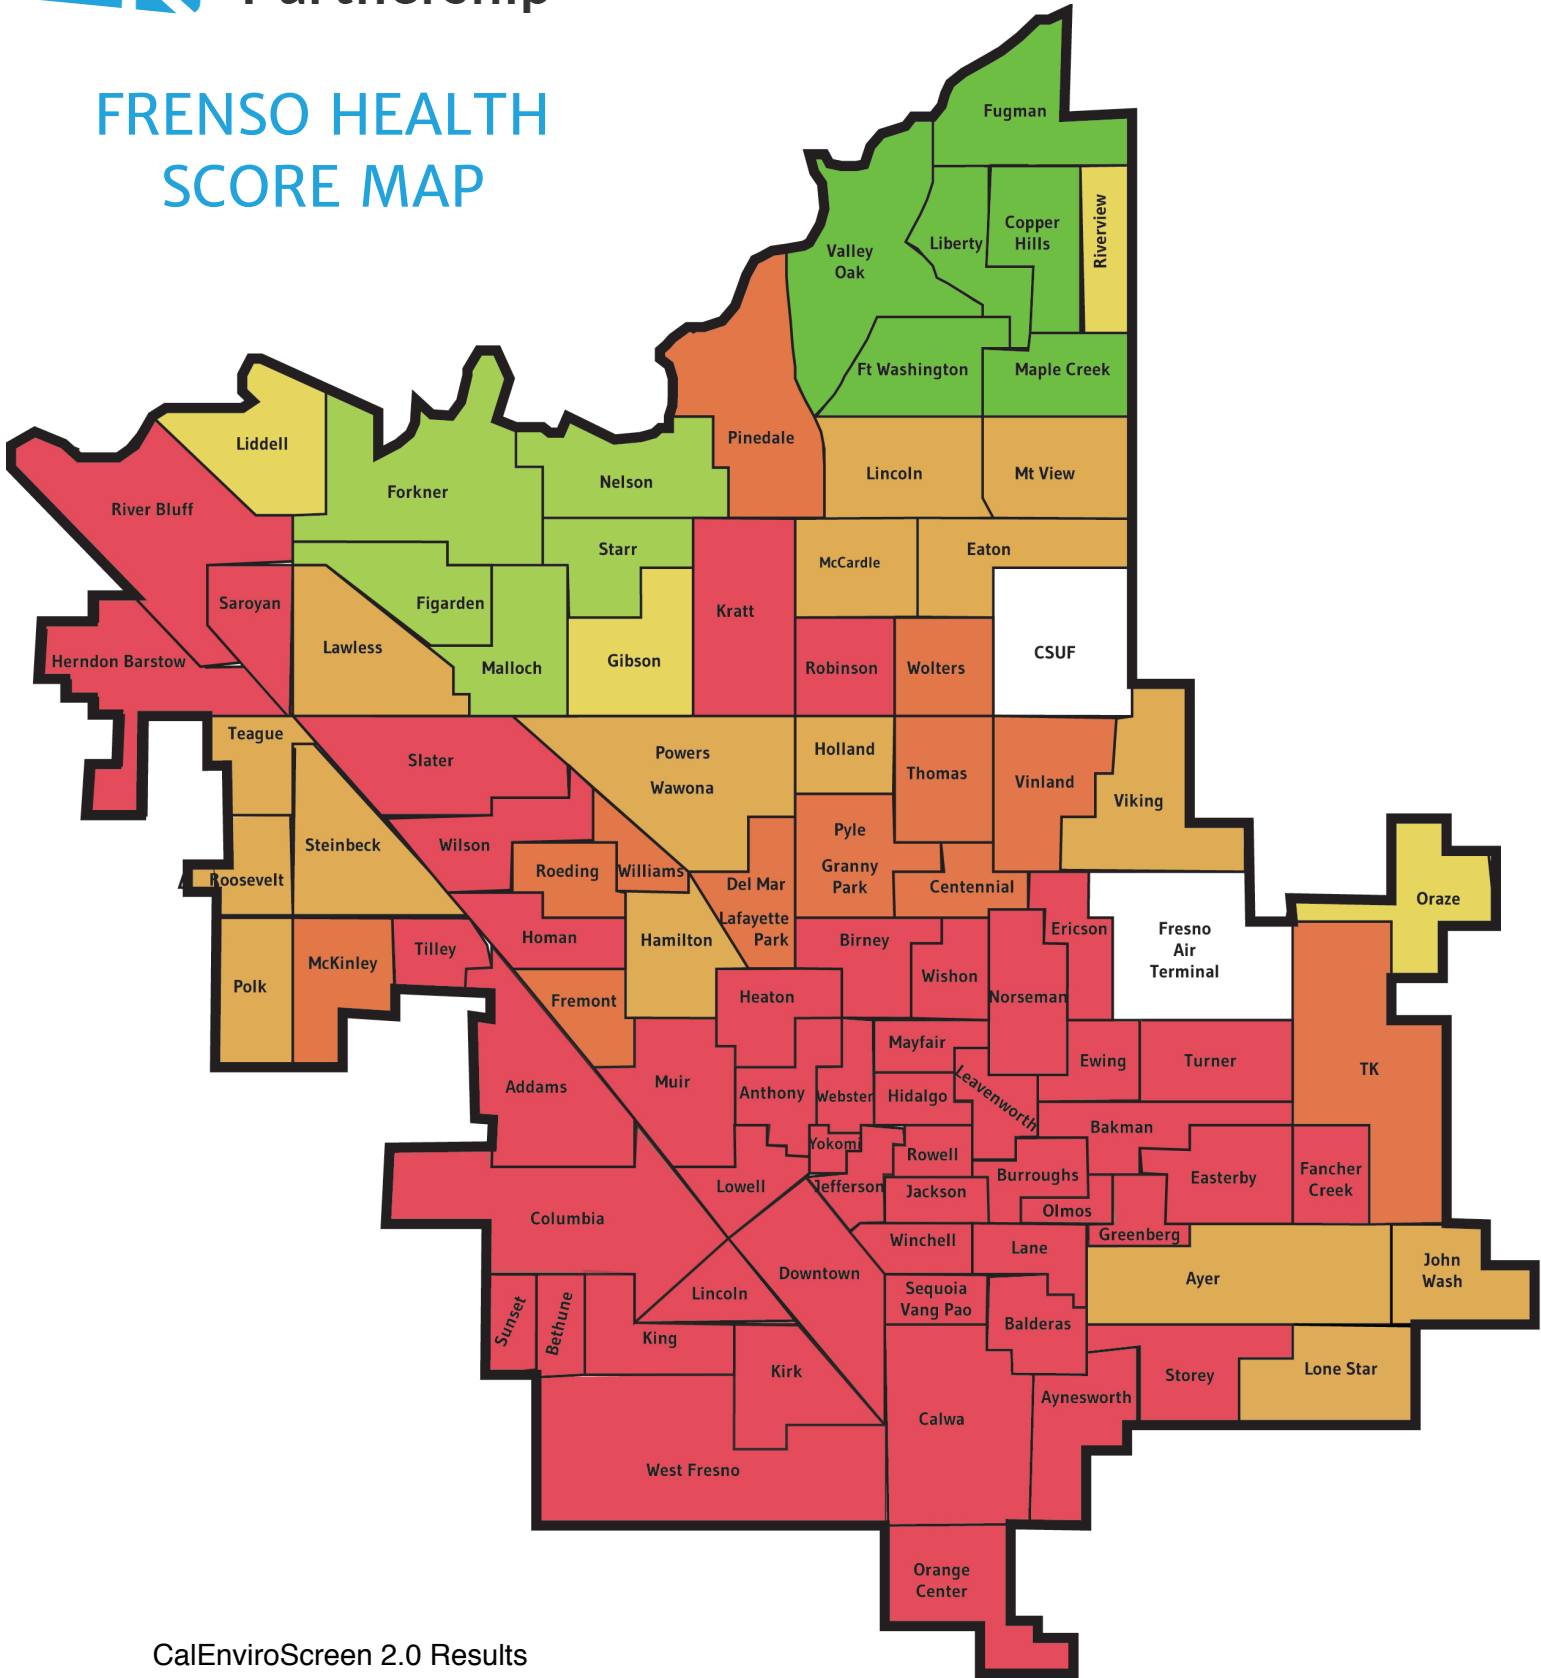 Partnership
FRENSO HEALTH
SCORE MAP
Fugman
Valley
Oak
Liberty
Copper
Hills
Riverview
Ft Washington
Maple Creek
Liddell
Pinedale
Lincoln
Mt View
River Bluff
Forkner
Nelson
Starr
McCardle
Eaton
Saroyan
Figarden
Kratt
Lawless
Herndon Barstow
Malloch
Gibson
Robinson
Wolters
CSUF
Teague
Slater
Powers
Wawona
Holland
Thomas
Vinland
Viking
Steinbeck
Wilson
Pyle
Granny
Park
Roosevelt
Roeding
Williams
Del Mar
Centennial
Oraze
Lafayette
Park
Tilley
Homan
Hamilton
Birney
Ericson
Fresno
Air
Terminal
McKinley
Polk
Fremont
Heaton
Wishon
Norseman
Mayfair
Ewing
Turner
TK
Addams
Muir
Anthony
Webster
Hidalgo
Leavenworth
Bakman
Yokomi
Rowell
Burroughs
Easterby
Fancher
Creek
Lowell
Jefferson
Jackson
Olmos
Columbia
Winchell
Lane
Greenberg
Downtown
Ayer
John
Wash
Sunset
Bethune
Lincoln
Sequoia
Vang Pao
Balderas
King
Kirk
Storey
Lone Star
Aynesworth
Calwa
West Fresno
Orange
Center
CalEnviroScreen 2.0 Results